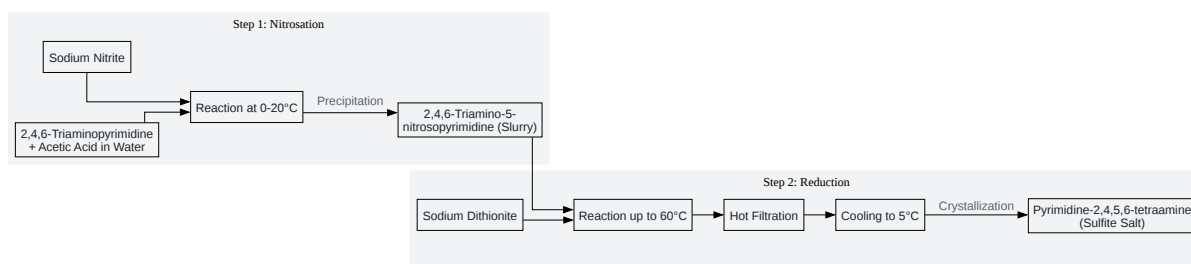 Step 1: Nitrosation
Sodium Nitrite
2,4,6-Triaminopyrimidine
+ Acetic Acid in Water
Reaction at 0-20°C
Precipitation
2,4,6-Triamino-5-
nitrosopyrimidine (Slurry)
Step 2: Reduction
Sodium Dithionite
Reaction up to 60°C
Hot Filtration
Cooling to 5°C
Crystallization
Pyrimidine-2,4,5,6-tetraamine
(Sulfite Salt)